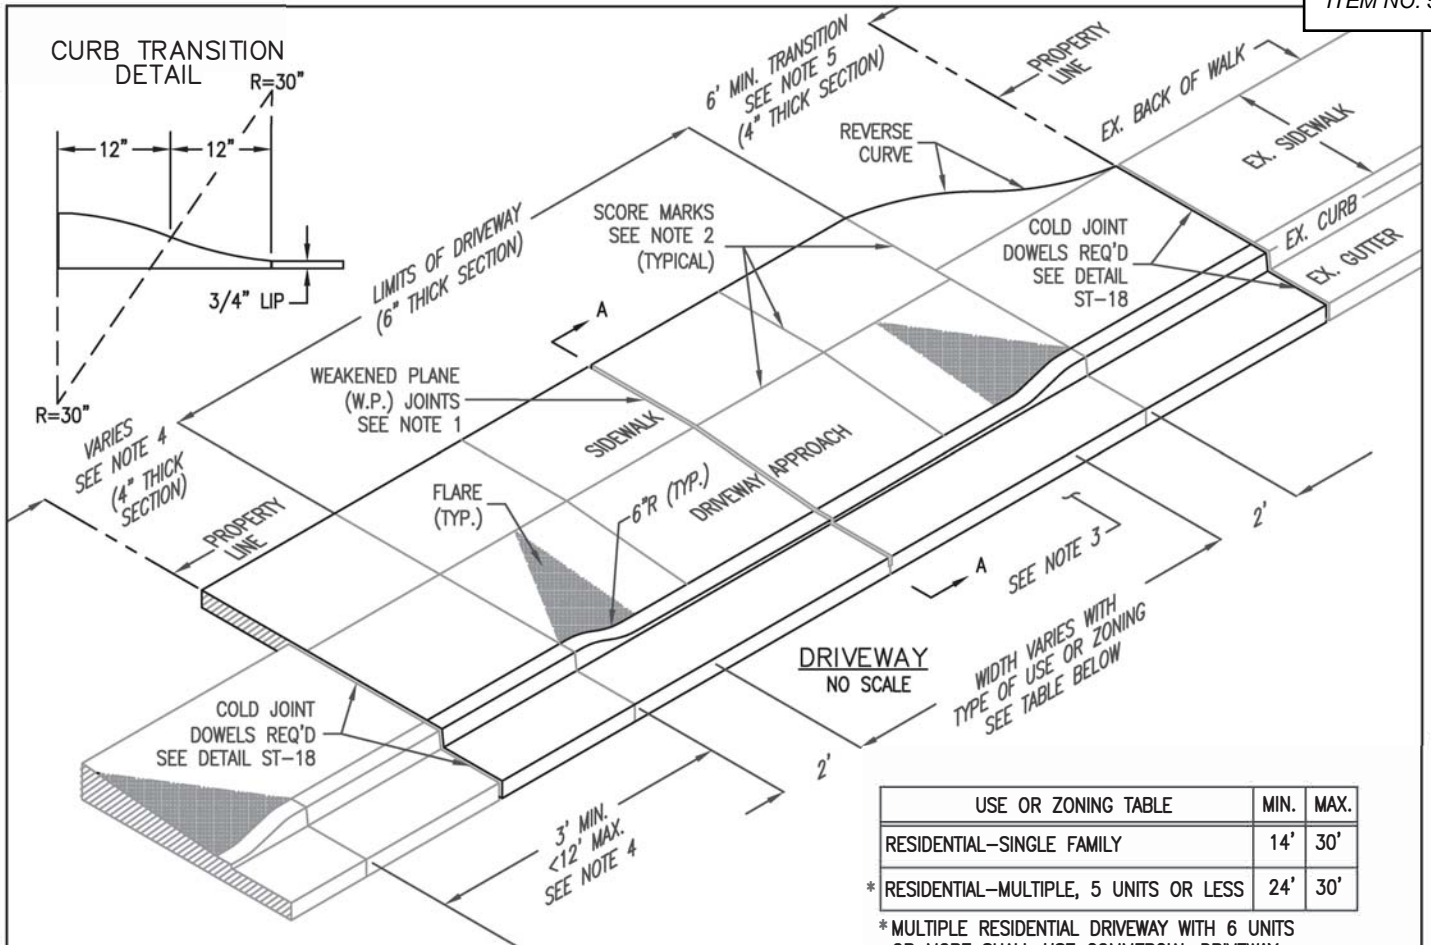 ITEM NO.
CURB TRANSITION
DETAIL
R=30"
12"
12"
3/4" LIP
R=30"
6' MIN. TRANSITION
SEE NOTE 5
(4" THICK SECTION)
PROPERTY
LINE
EX. BACK OF WALK
EX. SIDEWALK
EX. CURB
EX. GUTTER
REVERSE
CURVE
SCORE MARKS
SEE NOTE 2
(TYPICAL)
COLD JOINT
DOWELS REQ'D
SEE DETAIL
ST-18
LIMITS OF DRIVEWAY
(6" THICK SECTION)
A
WEAKENED PLANE
(W.P.) JOINTS
SEE NOTE 1
SIDEWALK
DRIVEWAY APPROACH
VARIES
SEE NOTE 4
(4" THICK
SECTION)
FLARE
(TYP.)
6"R (TYP.)
PROPERTY
LINE
2'
SEE NOTE 3
A
DRIVEWAY
NO SCALE
WIDTH VARIES WITH
TYPE OF USE OR ZONING
SEE TABLE BELOW
COLD JOINT
DOWELS REQ'D
SEE DETAIL ST-18
2'
3' MIN.
<12' MAX.
SEE NOTE 4
USE OR ZONING TABLE MIN. MAX.
RESIDENTIAL-SINGLE FAMILY 14' 30'
* RESIDENTIAL-MULTIPLE, 5 UNITS OR LESS 24' 30'
* MULTIPLE RESIDENTIAL DRIVEWAY WITH 6 UNITS
OR MORE SHALL USE COMMERCIAL DRIVEWAY